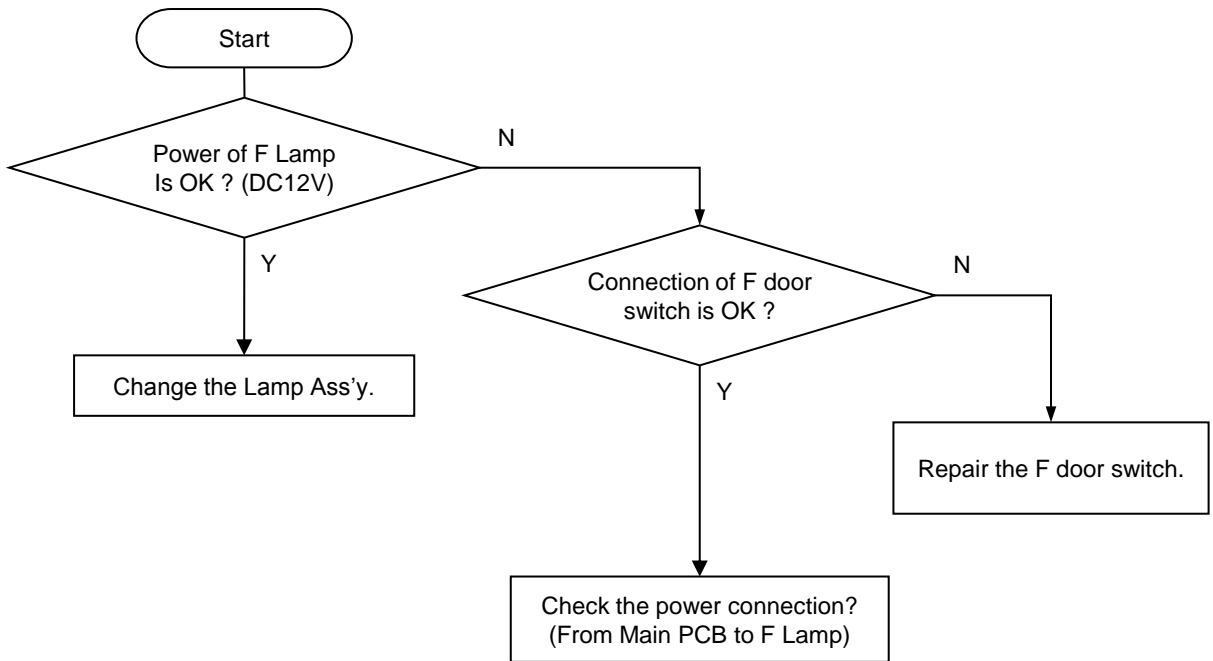 Start
Power of F Lamp
Is OK ? (DC12V)
N
Y
Change the Lamp Ass’y.
Connection of F door
switch is OK ?
N
Y
Repair the F door switch.
Check the power connection?
(From Main PCB to F Lamp)